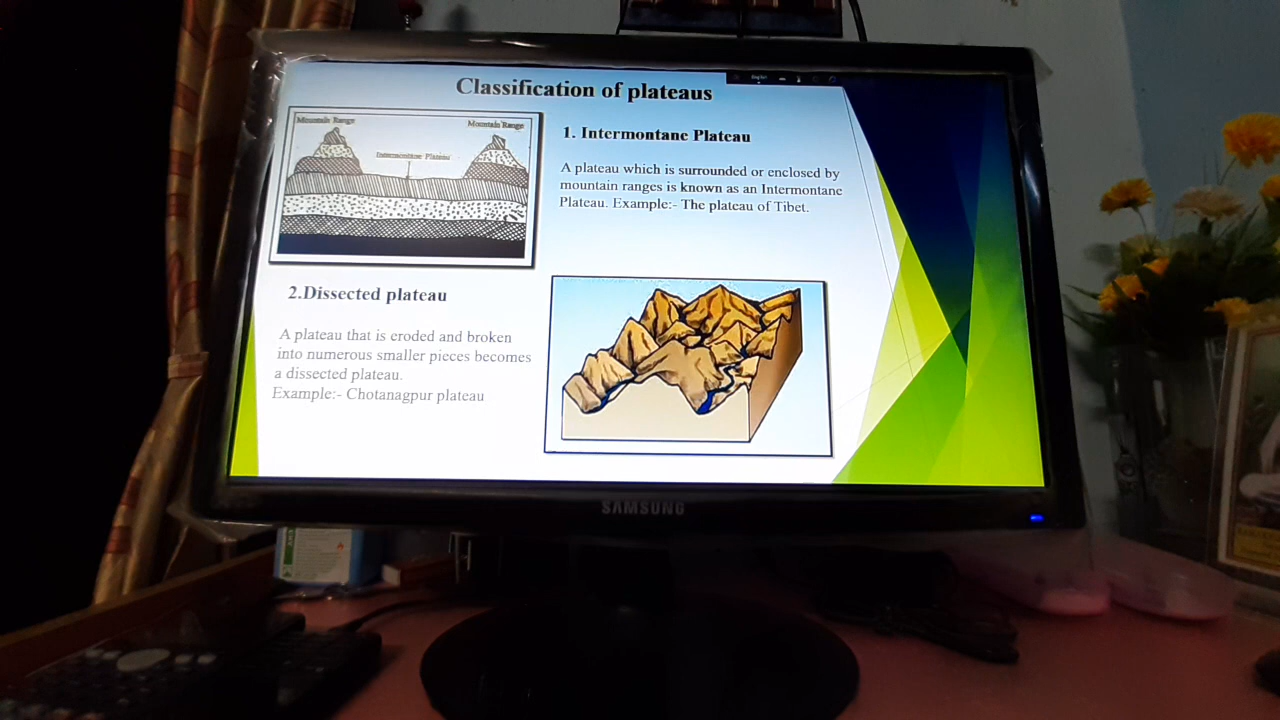 Classification of plateaus
Mountain Range
Mountain Range
Intermontane Plateau
1. Intermontane Plateau
A plateau which is surrounded or enclosed by
mountain ranges is known as an Intermontane
Plateau. Example:- The plateau of Tibet.
2.Dissected plateau
A plateau that is eroded and broken
into numerous smaller pieces becomes
a dissected plateau.
Example:- Chotanagpur plateau
English
SAMSUNG